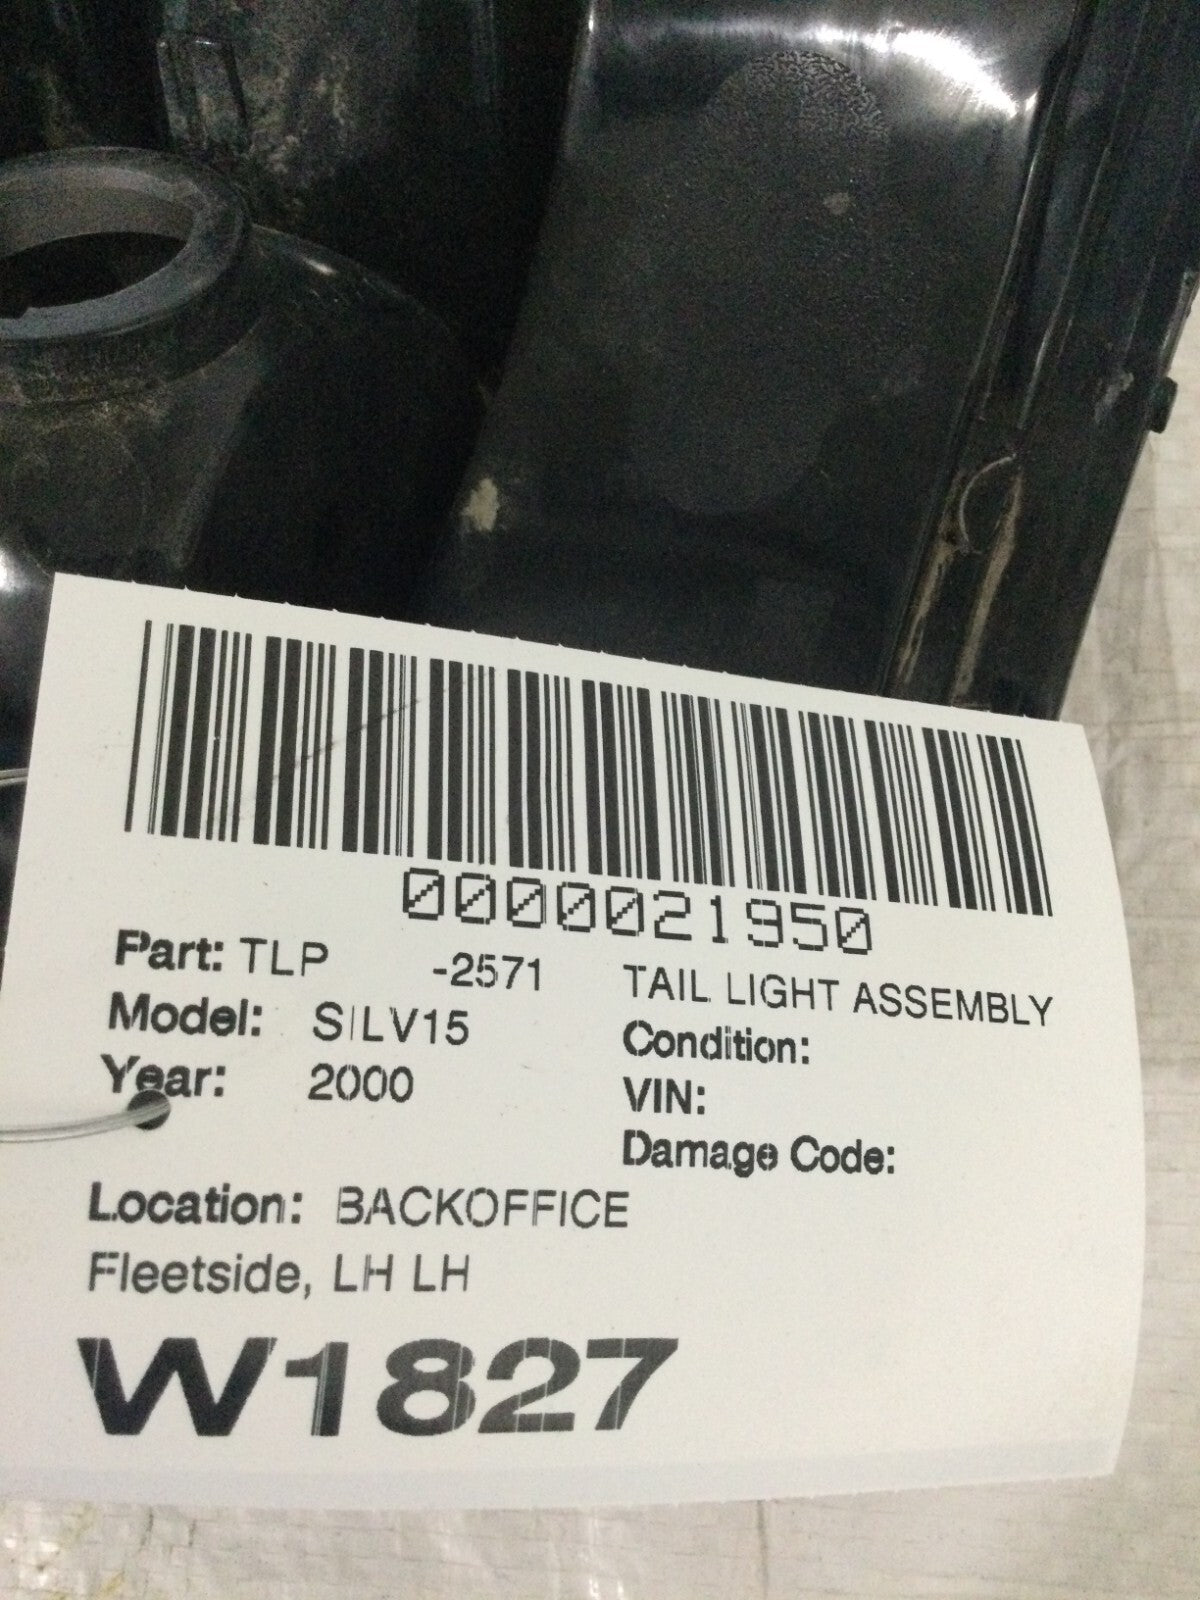 0000021950
Part: TLP -2571 TAIL LIGHT ASSEMBLY
Model: SILV15 Condition:
Year: 2000 VIN:
Damage Code:
Location: BACKOFFICE
Fleetside, LH LH
W1827